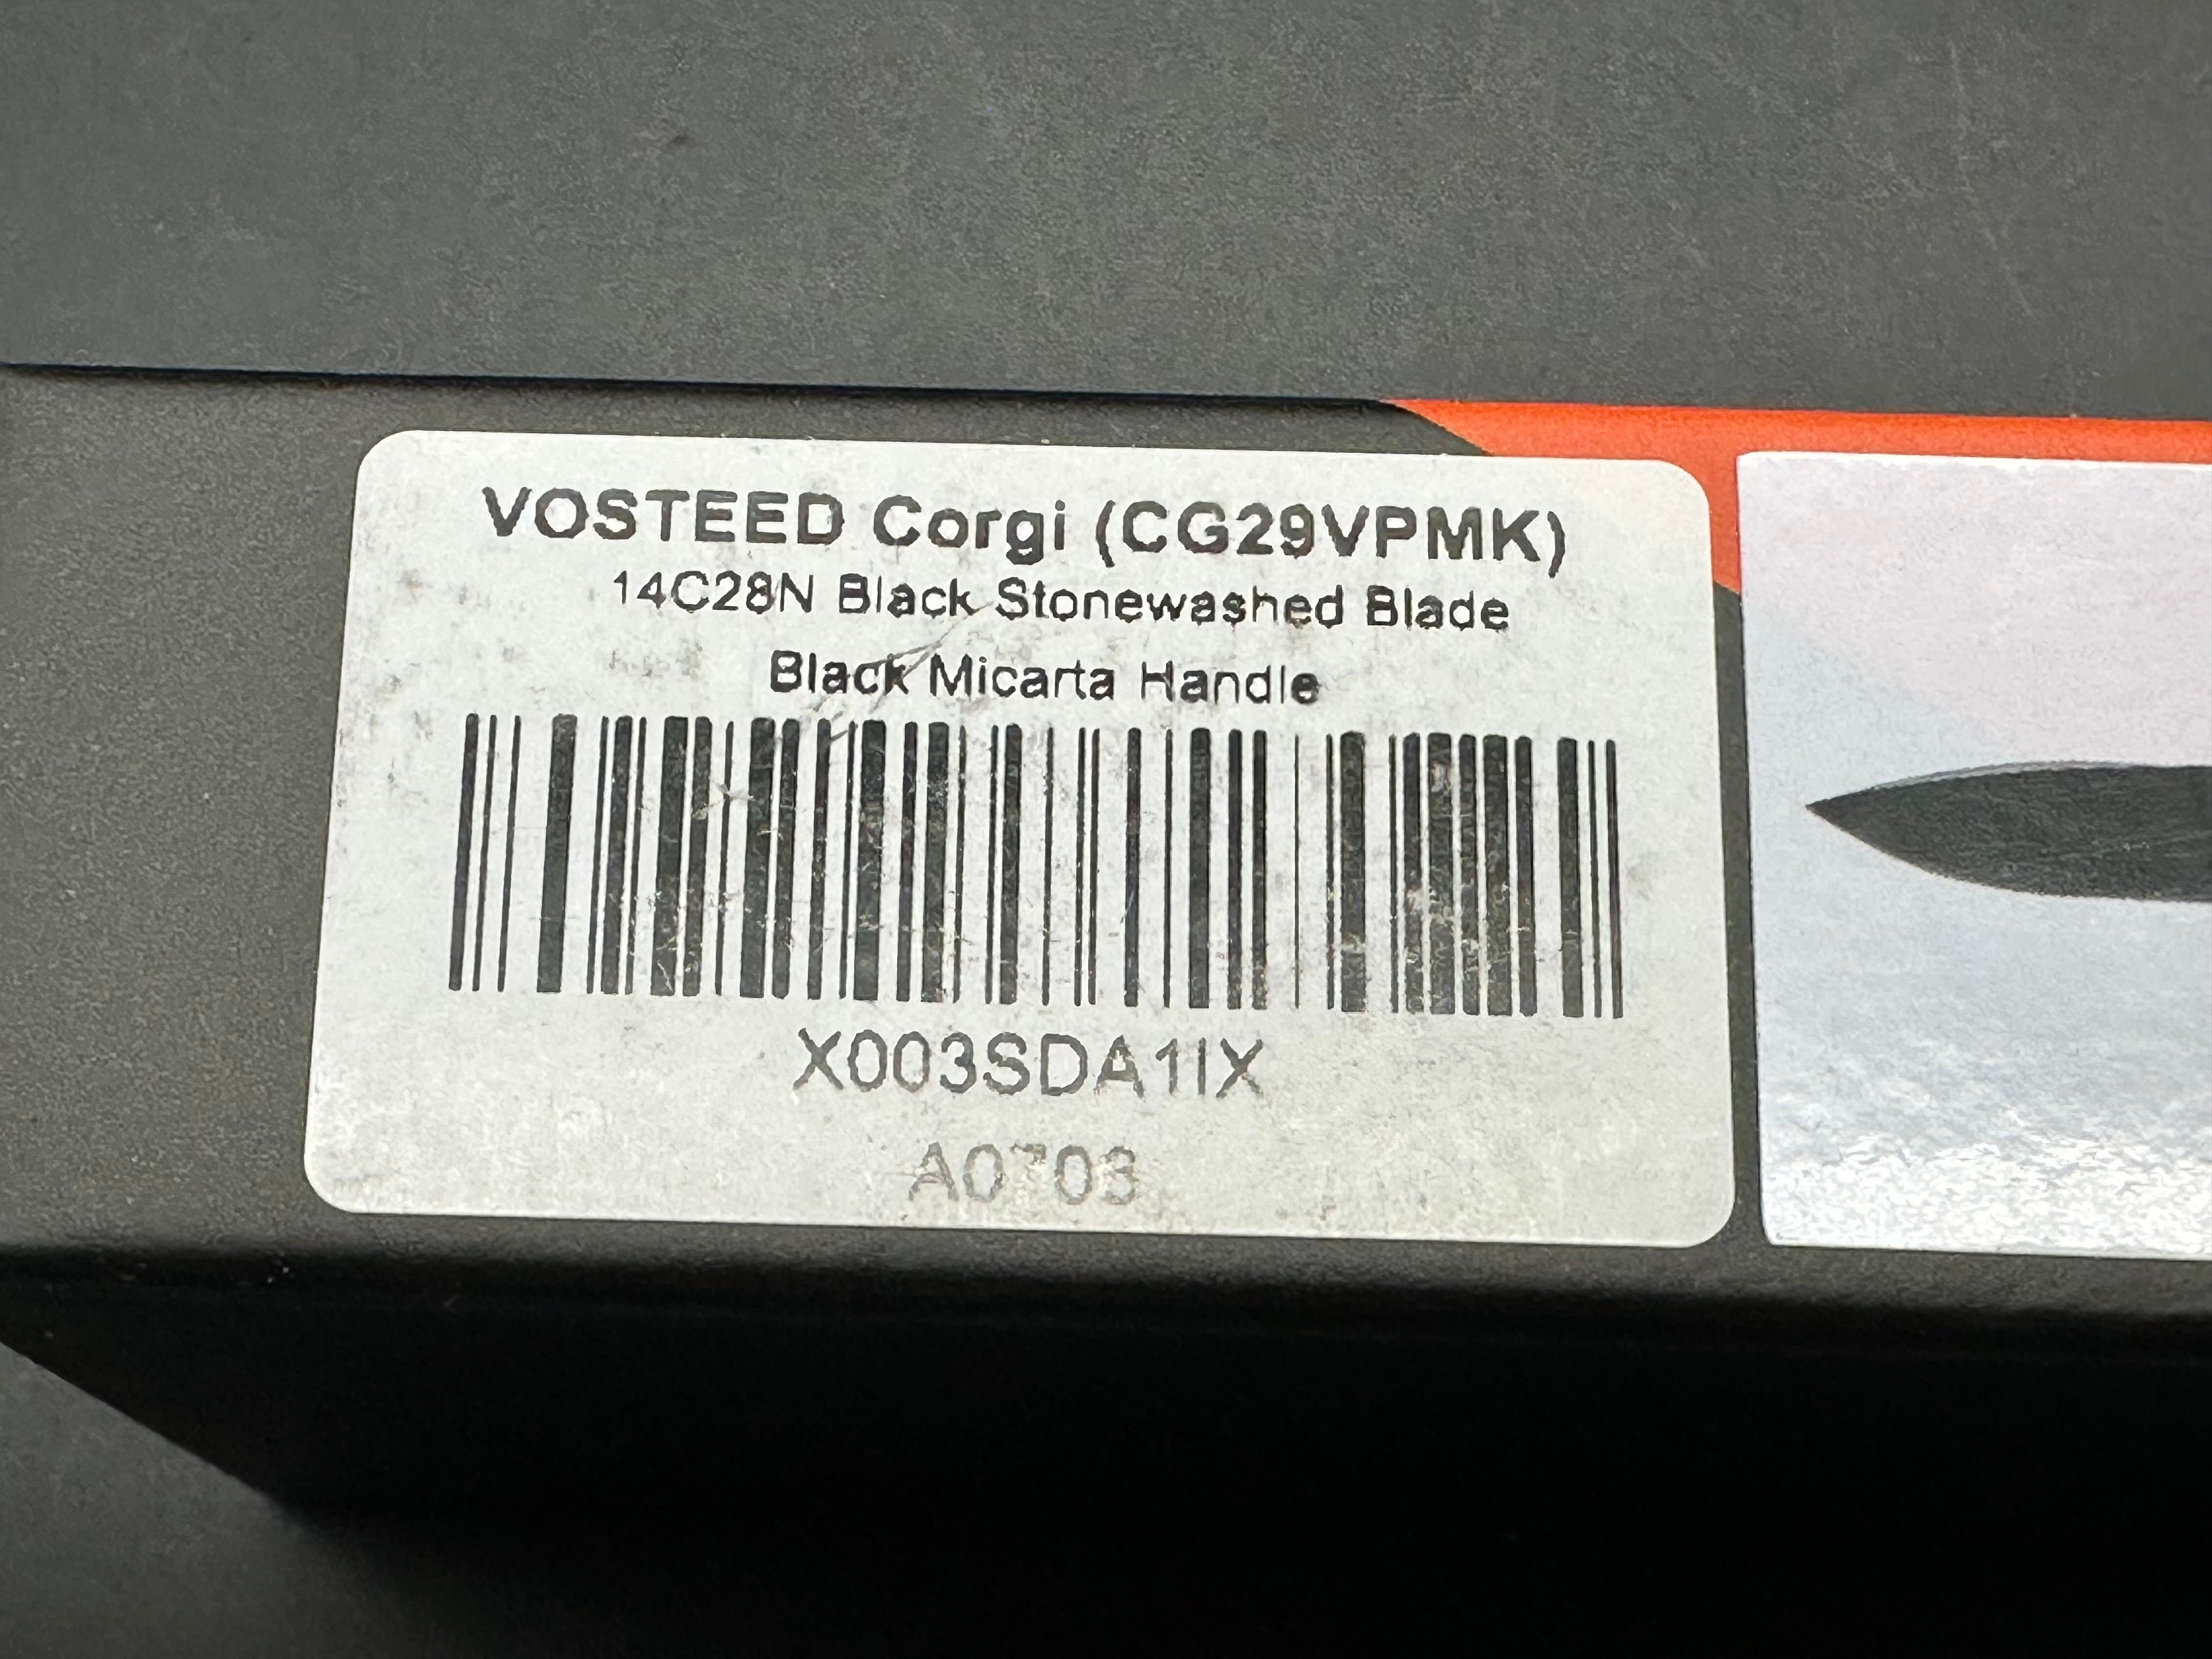 VOSTEED Corgi (CG29VPMK)
14C28N Black Stonewashed Blade
Black Micarta Handle
X003SDA1IX
A0703